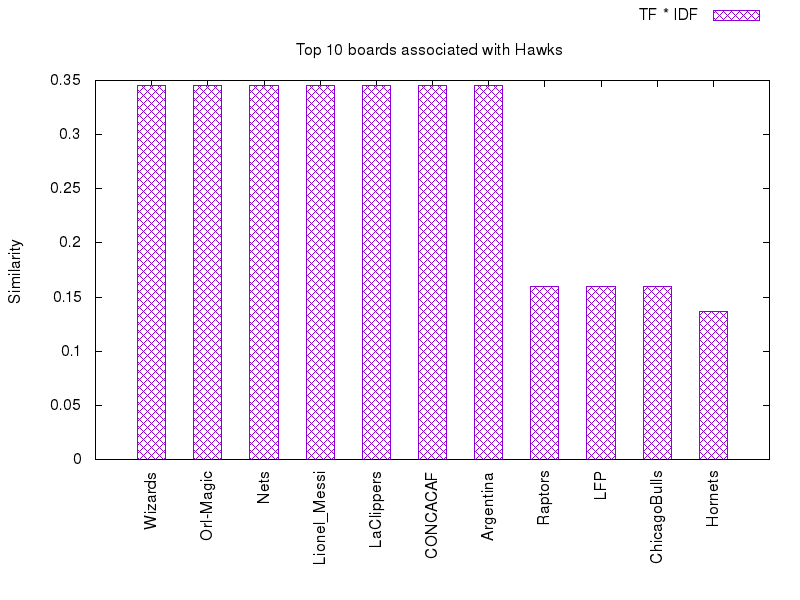 TF * IDF
Top 10 boards associated with Hawks
Similarity
0.35
0.3
0.25
0.2
0.15
0.1
0.05
0
Wizards
Orl-Magic
Nets
Lionel_Messi
LaClippers
CONCACAF
Argentina
Raptors
LFP
ChicagoBulls
Hornets